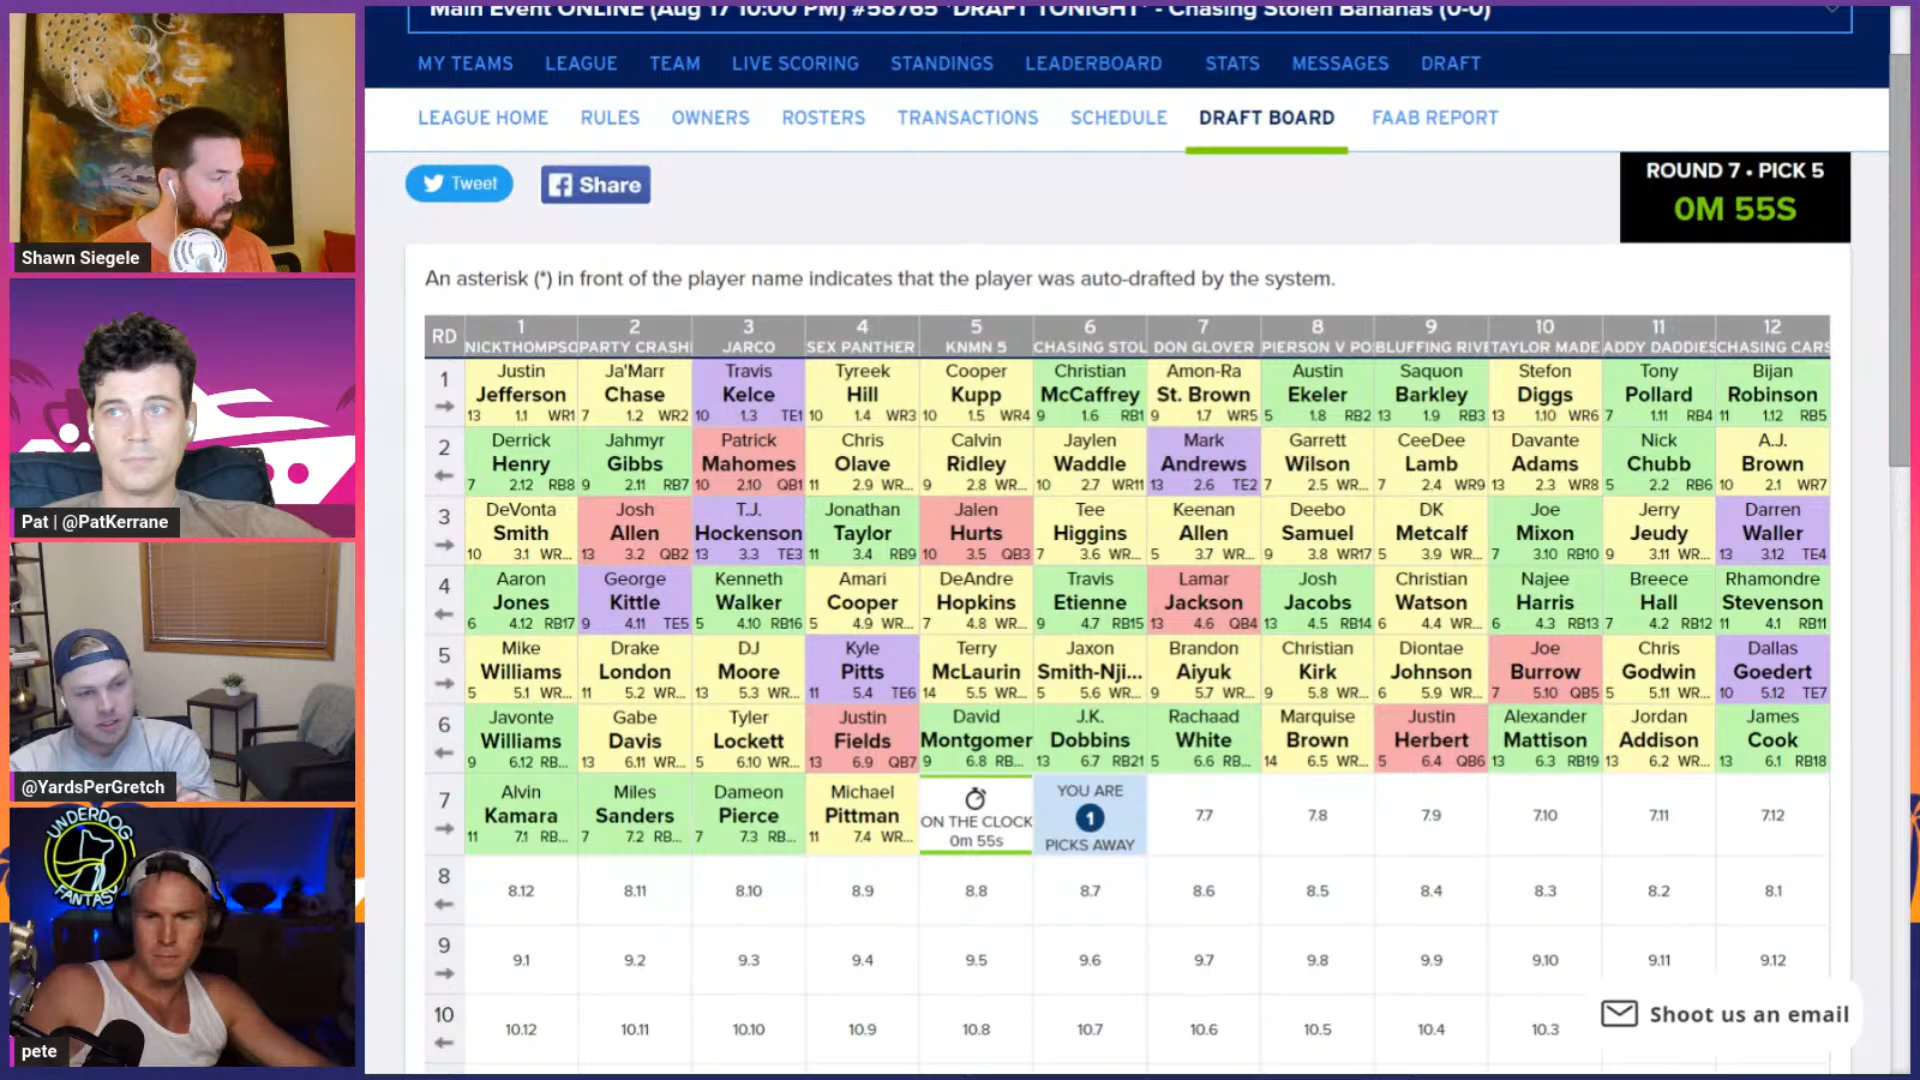 Main Event ONLINE (Aug 17 10:00 PM) #58765 *DRAFT TONIGHT* - Chasing Stolen Bananas (0-0)
MY TEAMS LEAGUE TEAM LIVE SCORING STANDINGS LEADERBOARD STATS MESSAGES DRAFT
LEAGUE HOME RULES OWNERS ROSTERS TRANSACTIONS SCHEDULE DRAFT BOARD FAAB REPORT
Tweet Share
ROUND 7 • PICK 5
0M 55S
An asterisk (*) in front of the player name indicates that the player was auto-drafted by the system.
RD 1 2 3 4 5 6 7 8 9 10 11 12
NICKTHOMPSO PARTY CRASHI JARCO SEX PANTHER KNMN 5 CHASING STOL DON GLOVER PIERSON V PO BLUFFING RIVE TAYLOR MADE ADDY DADDIES CHASING CARS
1 Justin Ja'Marr Travis Tyreek Cooper Christian Amon-Ra Austin Saquon Stefon Tony Bijan
Jefferson Chase Kelce Hill Kupp McCaffrey St. Brown Ekeler Barkley Diggs Pollard Robinson
13 1.1 WR1 7 1.2 WR2 10 1.3 TE1 10 1.4 WR3 10 1.5 WR4 9 1.6 RB1 9 1.7 WR5 5 1.8 RB2 13 1.9 RB3 13 1.10 WR6 7 1.11 RB4 11 1.12 RB5
2 Derrick Jahmyr Patrick Chris Calvin Jaylen Mark Garrett CeeDee Davante Nick A.J.
Henry Gibbs Mahomes Olave Ridley Waddle Andrews Wilson Lamb Adams Chubb Brown
7 2.12 RB8 9 2.11 RB7 10 2.10 QB1 11 2.9 WR... 9 2.8 WR... 10 2.7 WR11 13 2.6 TE2 7 2.5 WR... 7 2.4 WR9 13 2.3 WR8 5 2.2 RB6 10 2.1 WR7
3 DeVonta Josh T.J. Jonathan Jalen Tee Keenan Deebo DK Joe Jerry Darren
Smith Allen Hockenson Taylor Hurts Higgins Allen Samuel Metcalf Mixon Jeudy Waller
10 3.1 WR... 13 3.2 QB2 13 3.3 TE3 11 3.4 RB9 10 3.5 QB3 7 3.6 WR... 5 3.7 WR... 9 3.8 WR17 5 3.9 WR... 7 3.10 RB10 9 3.11 WR... 13 3.12 TE4
4 Aaron George Kenneth Amari DeAndre Travis Lamar Josh Christian Najee Breece Rhamondre
Jones Kittle Walker Cooper Hopkins Etienne Jackson Jacobs Watson Harris Hall Stevenson
6 4.12 RB17 9 4.11 TE5 5 4.10 RB16 5 4.9 WR... 7 4.8 WR... 9 4.7 RB15 13 4.6 QB4 13 4.5 RB14 6 4.4 WR... 6 4.3 RB13 7 4.2 RB12 11 4.1 RB11
5 Mike Drake DJ Kyle Terry Jaxon Brandon Christian Diontae Joe Chris Dallas
Williams London Moore Pitts McLaurin Smith-Nji... Aiyuk Kirk Johnson Burrow Godwin Goedert
5 5.1 WR... 11 5.2 WR... 13 5.3 WR... 11 5.4 TE6 14 5.5 WR... 5 5.6 WR... 9 5.7 WR... 9 5.8 WR... 6 5.9 WR... 7 5.10 QB5 5 5.11 WR... 10 5.12 TE7
6 Javonte Gabe Tyler Justin David J.K. Rachaad Marquise Justin Alexander Jordan James
Williams Davis Lockett Fields Montgomer Dobbins White Brown Herbert Mattison Addison Cook
9 6.12 RB... 13 6.11 WR... 5 6.10 WR... 13 6.9 QB7 9 6.8 RB... 13 6.7 RB21 5 6.6 RB... 14 6.5 WR... 5 6.4 QB6 13 6.3 RB19 13 6.2 WR... 13 6.1 RB18
7 Alvin Miles Dameon Michael YOU ARE
Kamara Sanders Pierce Pittman ON THE CLOCK 1 7.7 7.8 7.9 7.10 7.11 7.12
11 7.1 RB... 7 7.2 RB... 7 7.3 RB... 11 7.4 WR... 0m 55s PICKS AWAY
8 8.12 8.11 8.10 8.9 8.8 8.7 8.6 8.5 8.4 8.3 8.2 8.1
9 9.1 9.2 9.3 9.4 9.5 9.6 9.7 9.8 9.9 9.10 9.11 9.12
10 10.12 10.11 10.10 10.9 10.8 10.7 10.6 10.5 10.4 10.3
Shoot us an email
Shawn Siegele
Pat | @PatKerrane
@YardsPerGretch
UNDERDOG
FANTASY
pete